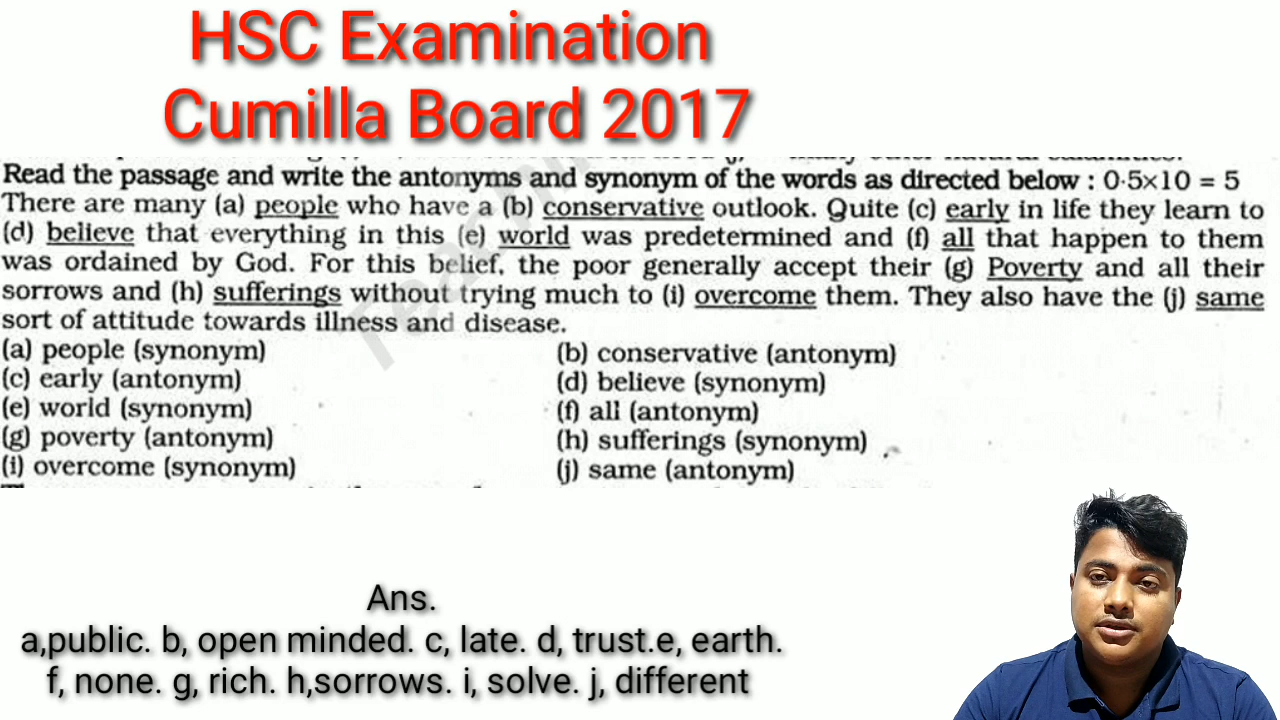 HSC Examination
Cumilla Board 2017
Read the passage and write the antonyms and synonym of the words as directed below : 0·5×10 = 5
There are many (a) people who have a (b) conservative outlook. Quite (c) early in life they learn to
(d) believe that everything in this (e) world was predetermined and (f) all that happen to them
was ordained by God. For this belief, the poor generally accept their (g) Poverty and all their
sorrows and (h) sufferings without trying much to (i) overcome them. They also have the (j) same
sort of attitude towards illness and disease.
(a) people (synonym) (b) conservative (antonym)
(c) early (antonym) (d) believe (synonym)
(e) world (synonym) (f) all (antonym)
(g) poverty (antonym) (h) sufferings (synonym)
(i) overcome (synonym) (j) same (antonym)
Ans.
a,public. b, open minded. c, late. d, trust.e, earth.
f, none. g, rich. h,sorrows. i, solve. j, different